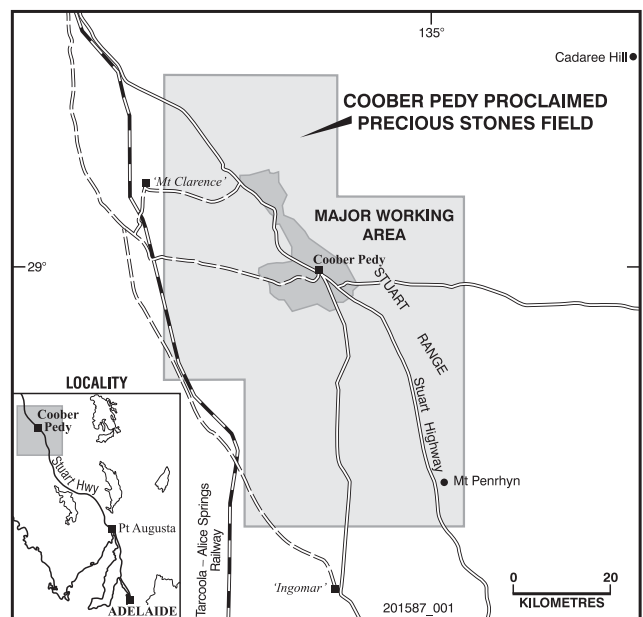 135°
Cadaree Hill
COOBER PEDY PROCLAIMED
PRECIOUS STONES FIELD
'Mt Clarence'
MAJOR WORKING
AREA
29°
Coober Pedy
STUART
RANGE
Stuart Highway
Mt Penrhyn
LOCALITY
Coober
Pedy
Stuart Hwy
Pt Augusta
ADELAIDE
Tarcoola – Alice Springs
Railway
'Ingomar'
201587_001
0
20
KILOMETRES